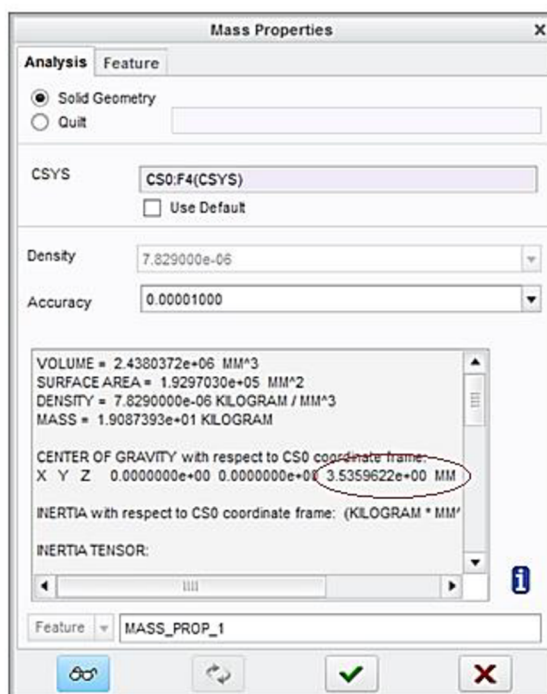 Mass Properties x
Analysis Feature
Solid Geometry
Quilt
CSYS CS0:F4(CSYS)
Use Default
Density 7.829000e-06
Accuracy 0.00001000
VOLUME = 2.4380372e+06 MM^3
SURFACE AREA = 1.9297030e+05 MM^2
DENSITY = 7.8290000e-06 KILOGRAM / MM^3
MASS = 1.9087393e+01 KILOGRAM
CENTER OF GRAVITY with respect to CS0 coordinate frame:
X Y Z 0.0000000e+00 0.0000000e+00 3.5359622e+00 MM
INERTIA with respect to CS0 coordinate frame: (KILOGRAM * MM^
INERTIA TENSOR:
Feature MASS_PROP_1